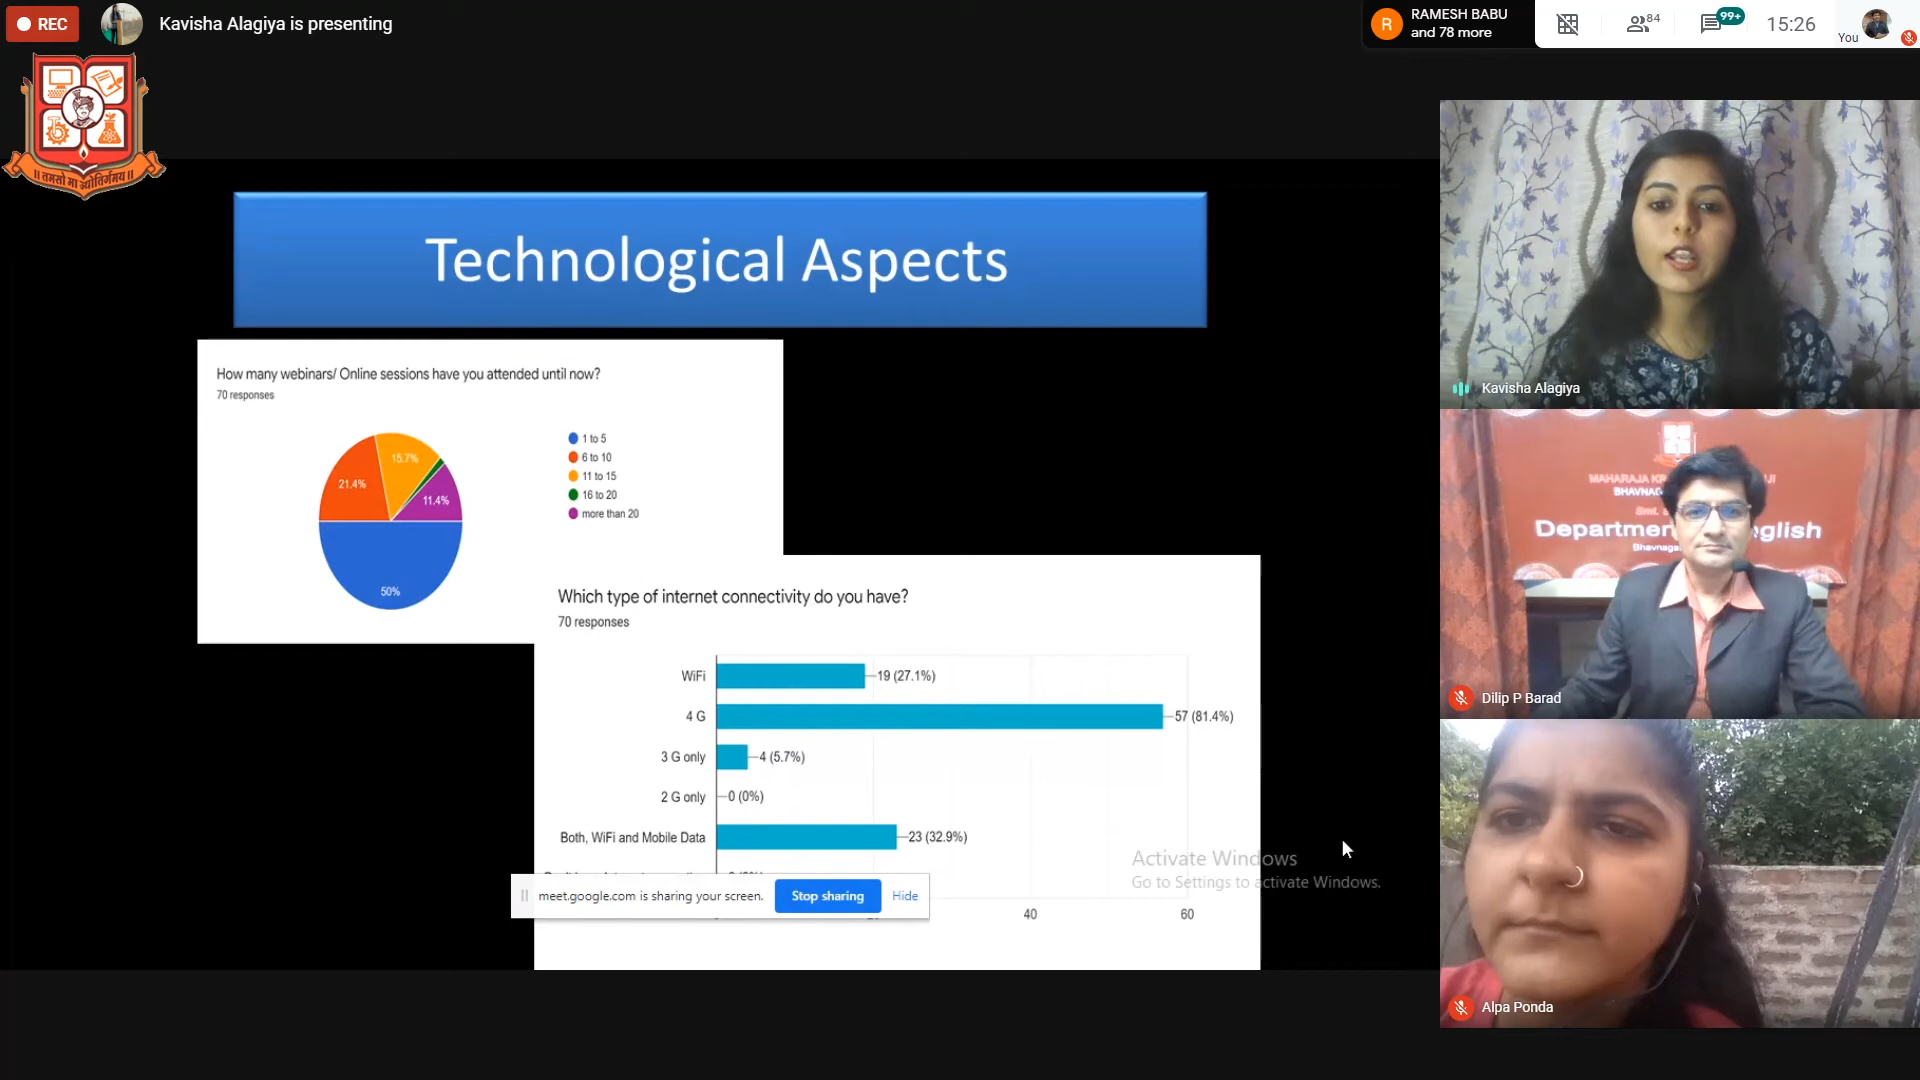 REC
Kavisha Alagiya is presenting
R
RAMESH BABU
and 78 more
84
99+
15:26
You
|| तमसो मा ज्योतिर्गमय ||
Technological Aspects
How many webinars/ Online sessions have you attended until now?
70 responses
15.7%
21.4%
11.4%
50%
1 to 5
6 to 10
11 to 15
16 to 20
more than 20
Which type of internet connectivity do you have?
70 responses
WiFi
19 (27.1%)
4 G
57 (81.4%)
3 G only
4 (5.7%)
2 G only
0 (0%)
Both, WiFi and Mobile Data
23 (32.9%)
40
60
meet.google.com is sharing your screen.
Stop sharing
Hide
Activate Windows
Go to Settings to activate Windows.
Kavisha Alagiya
MAHARAJA
Dilip P Barad
Alpa Ponda